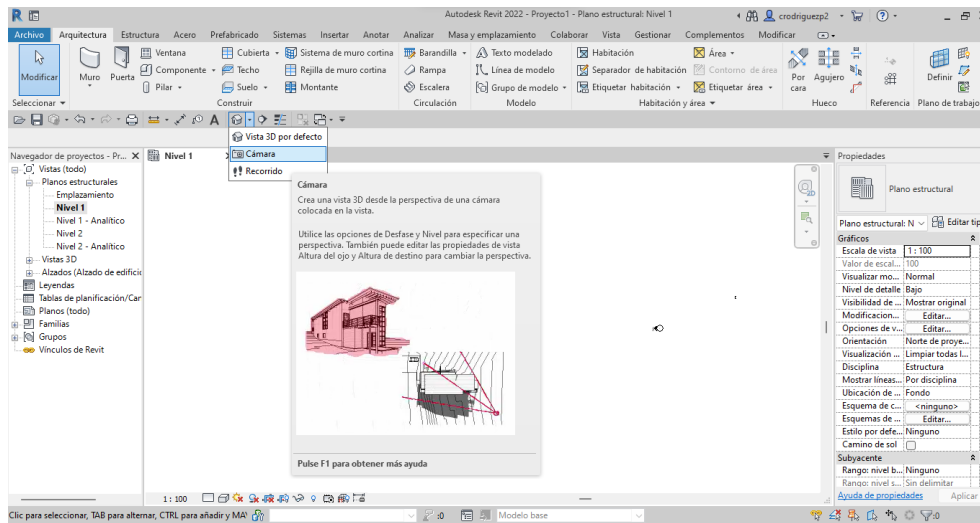 Autodesk Revit 2022 - Proyecto1 - Plano estructural: Nivel 1
crodriguezp2
Archivo Arquitectura Estructura Acero Prefabricado Sistemas Insertar Anotar Analizar Masa y emplazamiento Colaborar Vista Gestionar Complementos Modificar
Modificar
Muro
Puerta
Ventana
Componente
Pilar
Cubierta
Techo
Suelo
Sistema de muro cortina
Rejilla de muro cortina
Montante
Barandilla
Rampa
Escalera
Texto modelado
Línea de modelo
Grupo de modelo
Habitación
Separador de habitación
Etiquetar habitación
Área
Contorno de área
Etiquetar área
Por cara
Agujero
Definir
Seleccionar Construir Circulación Modelo Habitación y área Hueco Referencia Plano de trabajo
Vista 3D por defecto
Cámara
Recorrido
Navegador de proyectos - Pr...
Vistas (todo)
Planos estructurales
Emplazamiento
Nivel 1
Nivel 1 - Analítico
Nivel 2
Nivel 2 - Analítico
Vistas 3D
Alzados (Alzado de edificio
Leyendas
Tablas de planificación/Can
Planos (todo)
Familias
Grupos
Vínculos de Revit
Nivel 1
Cámara
Crea una vista 3D desde la perspectiva de una cámara
colocada en la vista.
Utilice las opciones de Desfase y Nivel para especificar una
perspectiva. También puede editar las propiedades de vista
Altura del ojo y Altura de destino para cambiar la perspectiva.
Pulse F1 para obtener más ayuda
2D
Propiedades
Plano estructural
Plano estructural: N Editar tip
Gráficos
Escala de vista 1 : 100
Valor de escal... 100
Visualizar mo... Normal
Nivel de detalle Bajo
Visibilidad de ... Mostrar original
Modificacion... Editar...
Opciones de v... Editar...
Orientación Norte de proye...
Visualización ... Limpiar todas l...
Disciplina Estructura
Mostrar líneas... Por disciplina
Ubicación de ... Fondo
Esquema de c... <ninguno>
Esquemas de ... Editar...
Estilo por defe... Ninguno
Camino de sol
Subyacente
Rango: nivel b... Ninguno
Rango: nivel s... Sin delimitar
Ayuda de propiedades Aplicar
1 : 100
Clic para seleccionar, TAB para alternar, CTRL para añadir y MAY :0 Modelo base :0